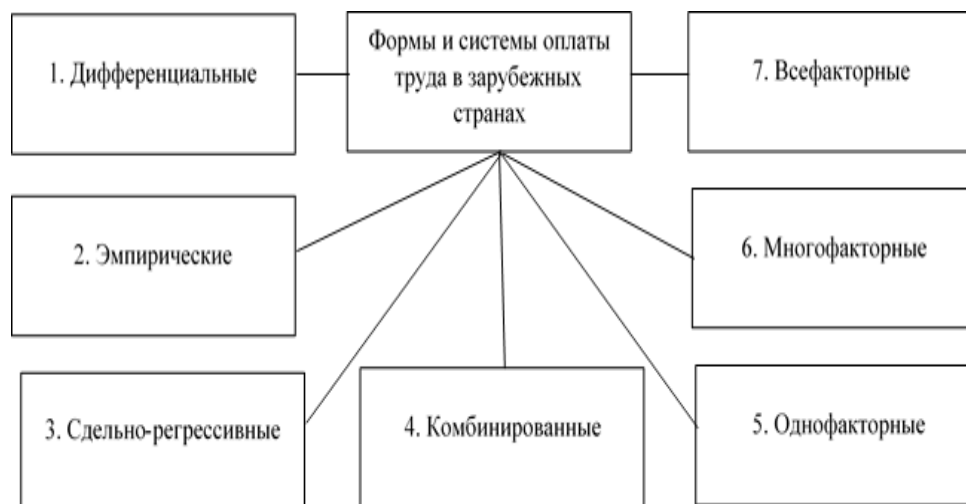 Формы и системы оплаты
труда в зарубежных
странах
1. Дифференциальные
7. Всефакторные
2. Эмпирические
6. Многофакторные
3. Сдельно-регрессивные
4. Комбинированные
5. Однофакторные